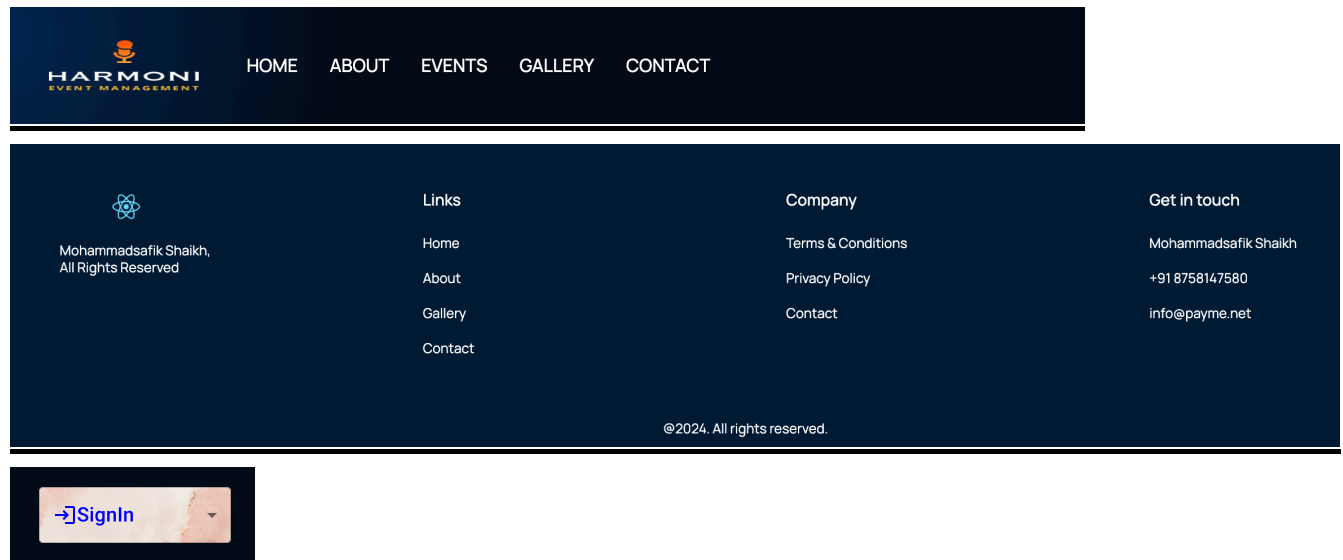 HARMONI
EVENT MANAGEMENT
HOME ABOUT EVENTS GALLERY CONTACT
Mohammadsafik Shaikh,
All Rights Reserved
Links
Home
About
Gallery
Contact
Company
Terms & Conditions
Privacy Policy
Contact
Get in touch
Mohammadsafik Shaikh
+91 8758147580
info@payme.net
@2024. All rights reserved.
SignIn